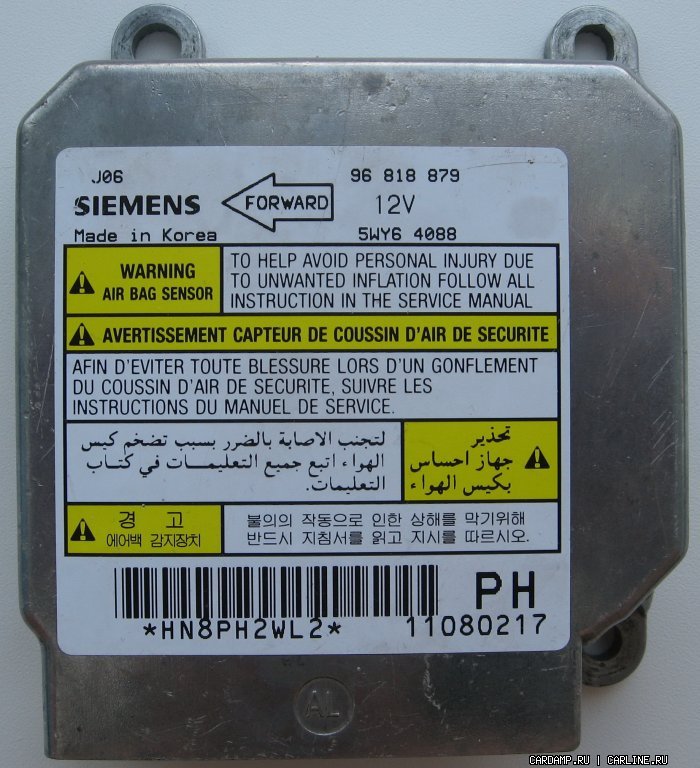 J06
96 818 879
SIEMENS
FORWARD
12V
Made in Korea
5WY6 4088
WARNING
AIR BAG SENSOR
TO HELP AVOID PERSONAL INJURY DUE
TO UNWANTED INFLATION FOLLOW ALL
INSTRUCTION IN THE SERVICE MANUAL
AVERTISSEMENT CAPTEUR DE COUSSIN D'AIR DE SECURITE
AFIN D'EVITER TOUTE BLESSURE LORS D'UN GONFLEMENT
DU COUSSIN D'AIR DE SECURITE, SUIVRE LES
INSTRUCTIONS DU MANUEL DE SERVICE.
تحذير
جهاز احساس
بكيس الهواء
لتجنب الاصابة بالضرر بسبب تضخم كيس
الهواء اتبع جميع التعليمـــات في كتاب
التعليمات.
경 고
에어백 감지장치
불의의 작동으로 인한 상해를 막기위해
반드시 지침서를 읽고 지시를 따르시오.
PH
*HN8PH2WL2*
11080217
AL
CARDAMP.RU | CARLINE.RU